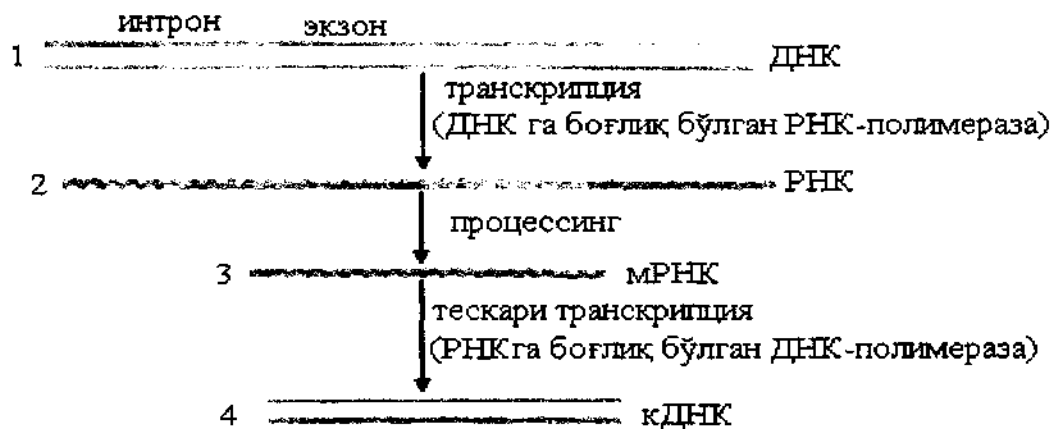 интрон экзон
1 ДНК
транскрипция
(ДНК га боғлиқ бўлган РНК-полимераза)
2 РНК
процессинг
3 мРНК
тескари транскрипция
(РНКга боғлиқ бўлган ДНК-полимераза)
4 кДНК